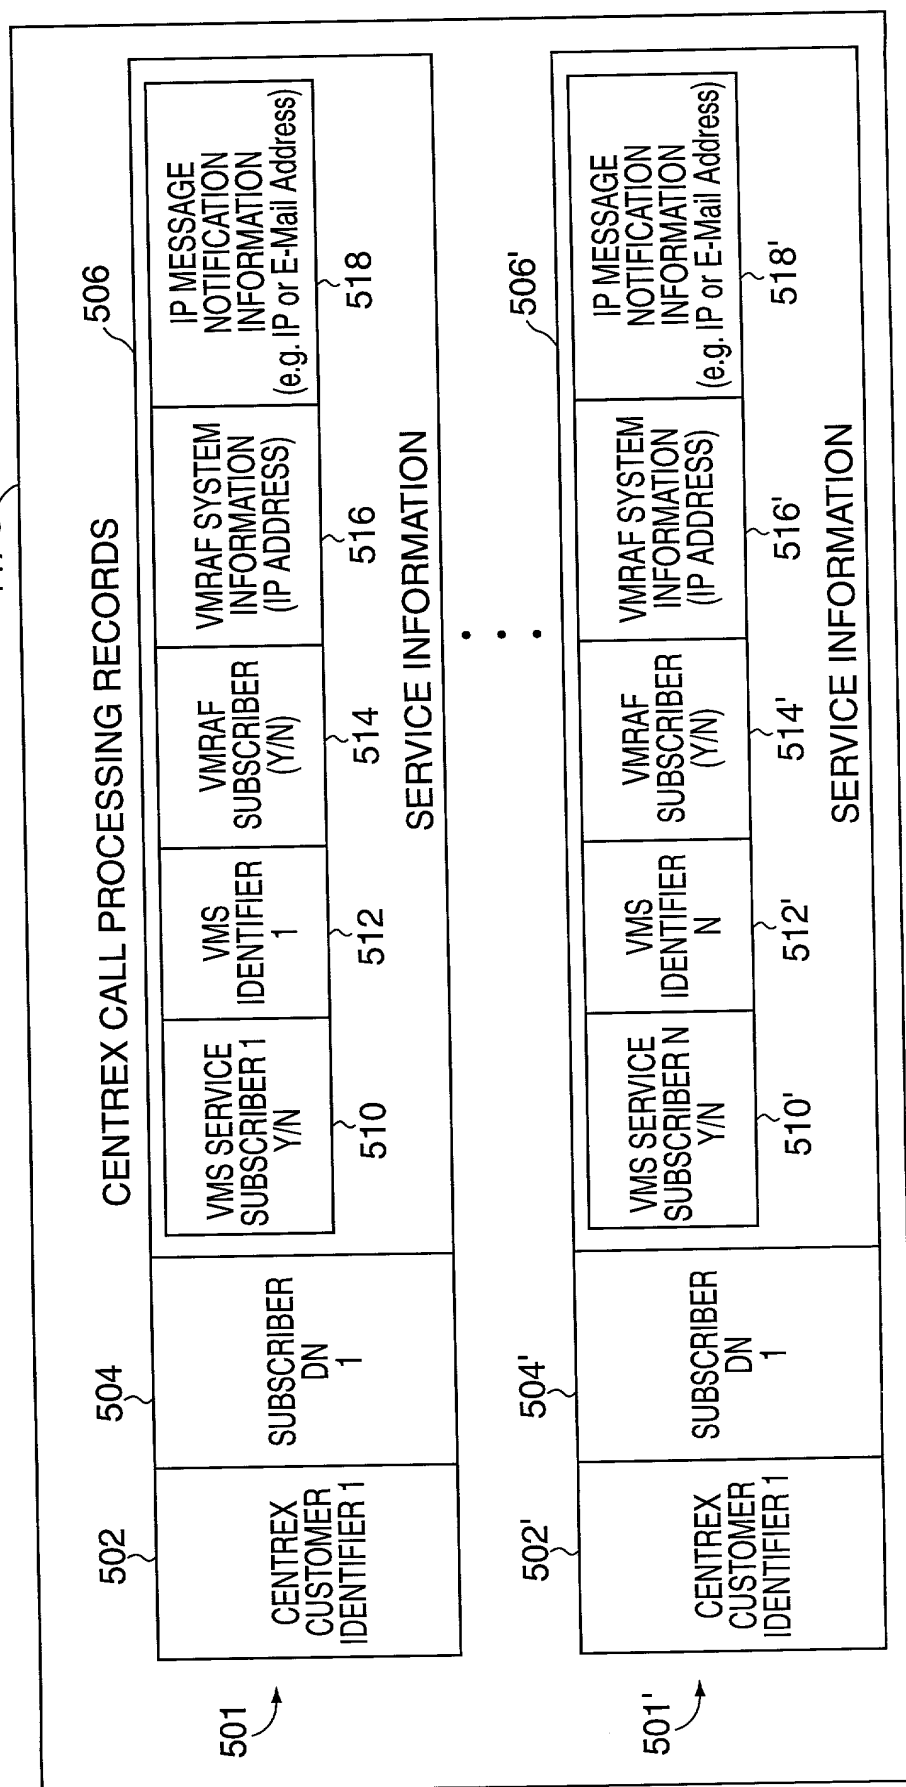 CENTREX CALL PROCESSING RECORDS
501
502
504
506
CENTREX
CUSTOMER
IDENTIFIER 1
SUBSCRIBER
DN
1
VMS SERVICE
SUBSCRIBER 1
Y/N
510
VMS
IDENTIFIER
1
512
VMRAF
SUBSCRIBER
(Y/N)
514
VMRAF SYSTEM
INFORMATION
(IP ADDRESS)
516
IP MESSAGE
NOTIFICATION
INFORMATION
(e.g. IP or E-Mail Address)
518
SERVICE INFORMATION
501'
502'
504'
506'
CENTREX
CUSTOMER
IDENTIFIER 1
SUBSCRIBER
DN
1
VMS SERVICE
SUBSCRIBER N
Y/N
510'
VMS
IDENTIFIER
N
512'
VMRAF
SUBSCRIBER
(Y/N)
514'
VMRAF SYSTEM
INFORMATION
(IP ADDRESS)
516'
IP MESSAGE
NOTIFICATION
INFORMATION
(e.g. IP or E-Mail Address)
518'
SERVICE INFORMATION